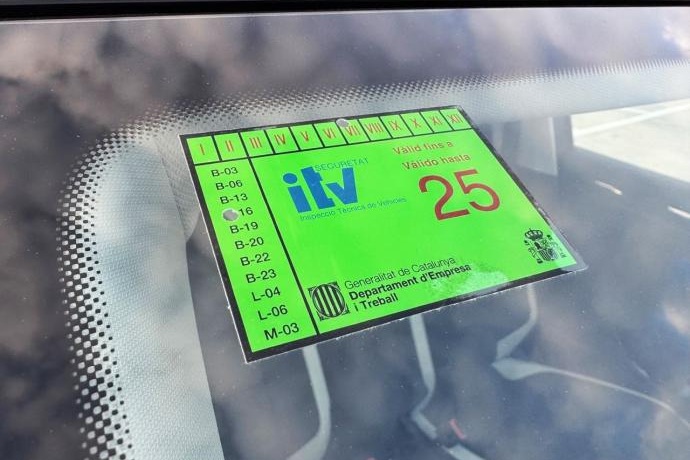 I II III IV V VI VII VIII IX X XI XII
B-03
B-06
B-13
16
B-19
B-20
B-22
B-23
L-04
L-06
M-03
SEGURETAT
itv
Inspecció Tècnica de Vehicles
Vàlid fins a
Válido hasta
25
Generalitat de Catalunya
Departament d'Empresa
i Treball